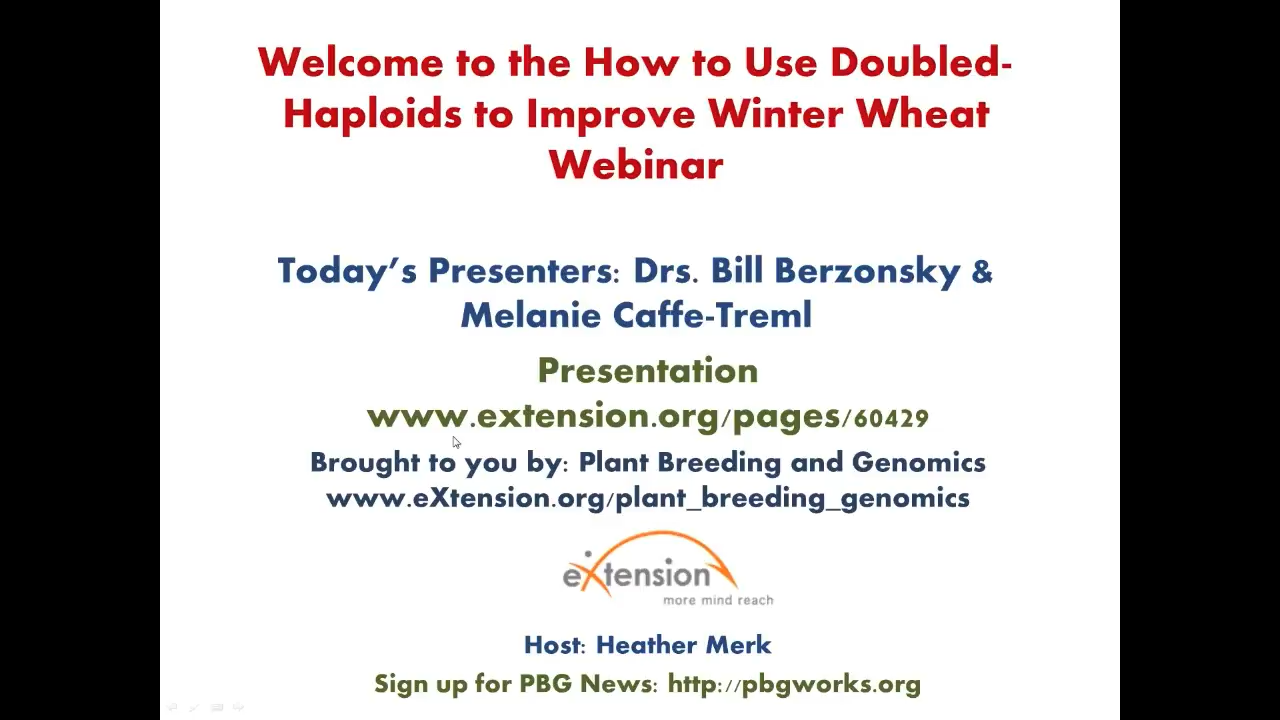 Welcome to the How to Use Doubled-
Haploids to Improve Winter Wheat
Webinar
Today's Presenters: Drs. Bill Berzonsky &
Melanie Caffe-Treml
Presentation
www.extension.org/pages/60429
Brought to you by: Plant Breeding and Genomics
www.eXtension.org/plant_breeding_genomics
eXtension
more mind reach
Host: Heather Merk
Sign up for PBG News: http://pbgworks.org